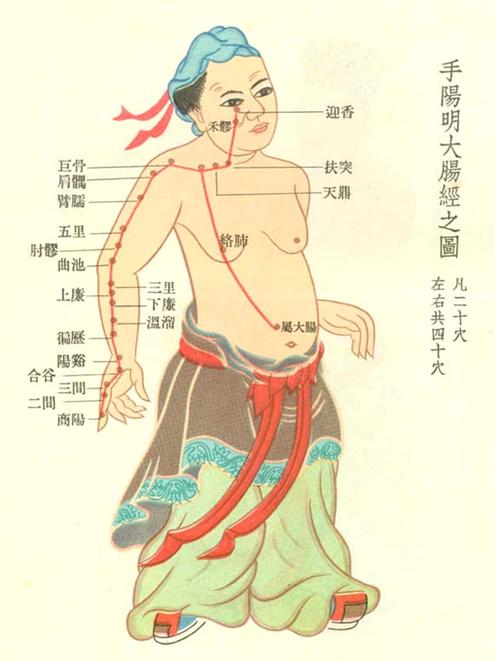 手陽明大腸經之圖
凡二十穴
左右共四十穴
迎香
禾髎
扶突
天鼎
巨骨
肩髃
臂臑
五里
肘髎
曲池
上廉
三里
下廉
溫溜
徧歷
陽谿
合谷
三間
二間
商陽
絡肺
屬大腸